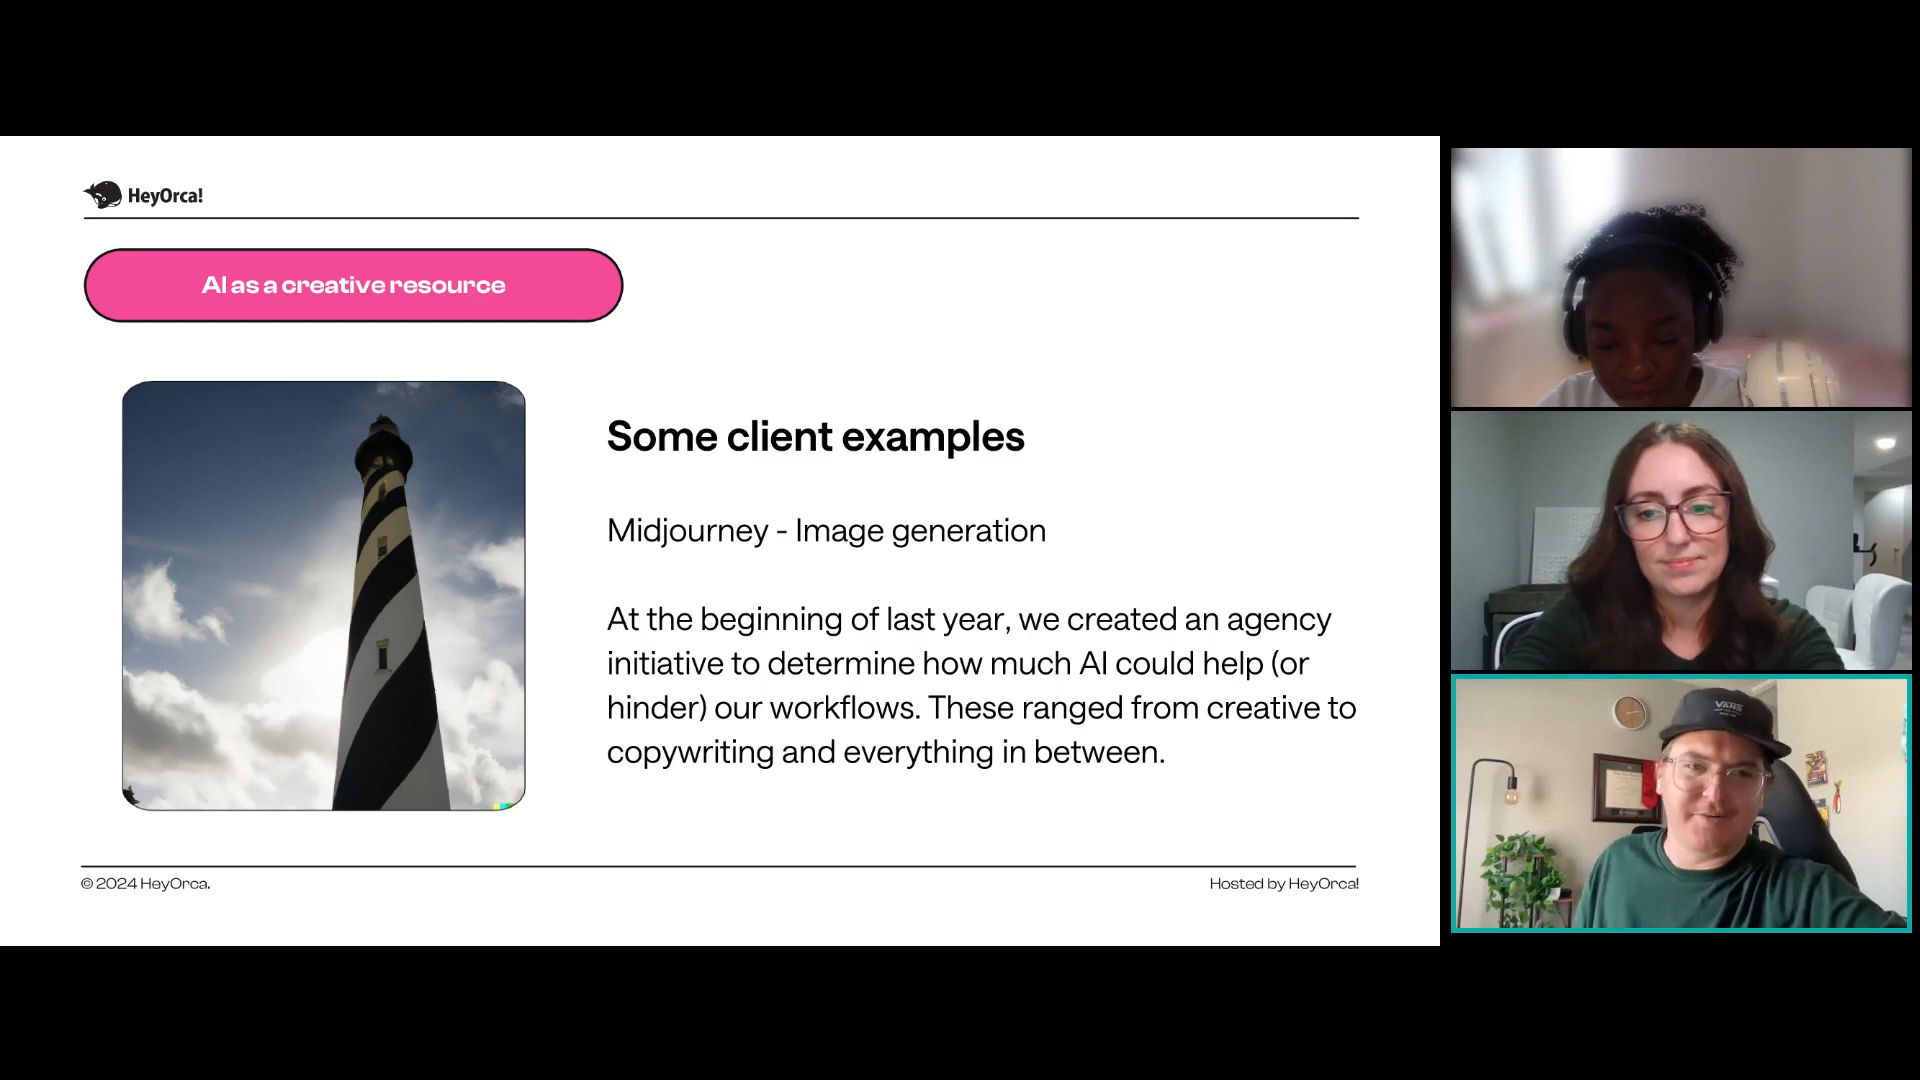 HeyOrca!
AI as a creative resource
Some client examples
Midjourney - Image generation
At the beginning of last year, we created an agency
initiative to determine how much AI could help (or
hinder) our workflows. These ranged from creative to
copywriting and everything in between.
© 2024 HeyOrca.
Hosted by HeyOrca!
VANS